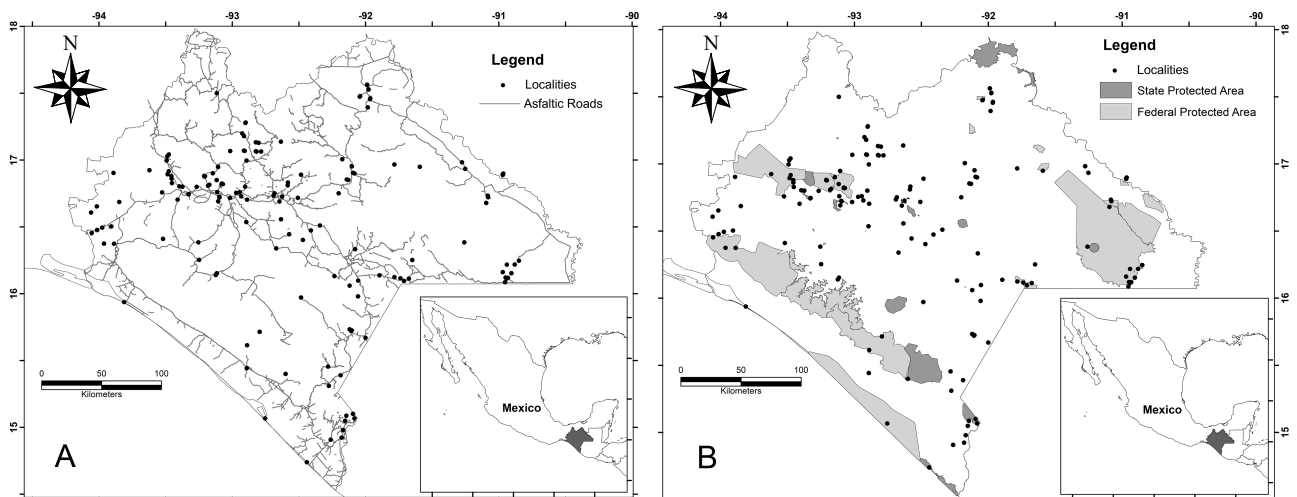 -94 -93 -92 -91 -90
18
17
16
15
N
Legend
Localities
Asfaltic Roads
0 50 100
Kilometers
Mexico
A
-94 -93 -92 -91 -90
18
17
16
15
N
Legend
Localities
State Protected Area
Federal Protected Area
0 50 100
Kilometers
Mexico
B